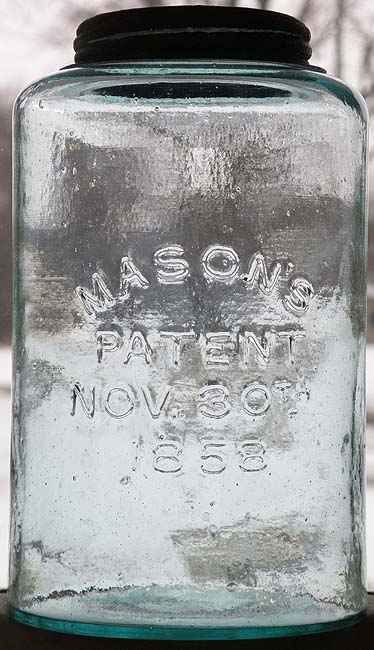 MASON'S
PATENT
NOV. 30TH
1858